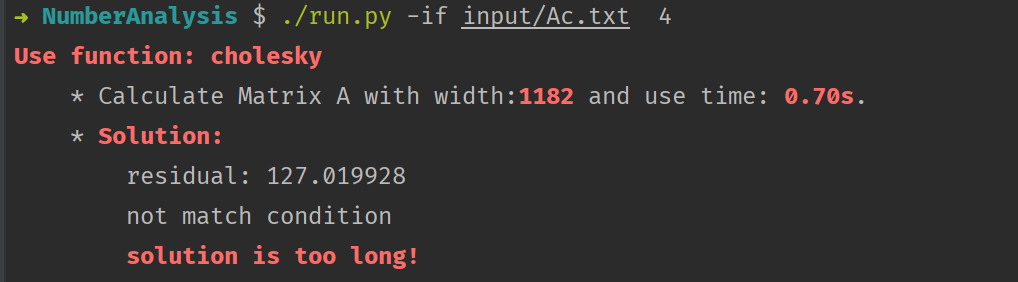 ➜ NumberAnalysis $ ./run.py -if input/Ac.txt  4
Use function: cholesky
    * Calculate Matrix A with width:1182 and use time: 0.70s.
    * Solution:
        residual: 127.019928
        not match condition
        solution is too long!